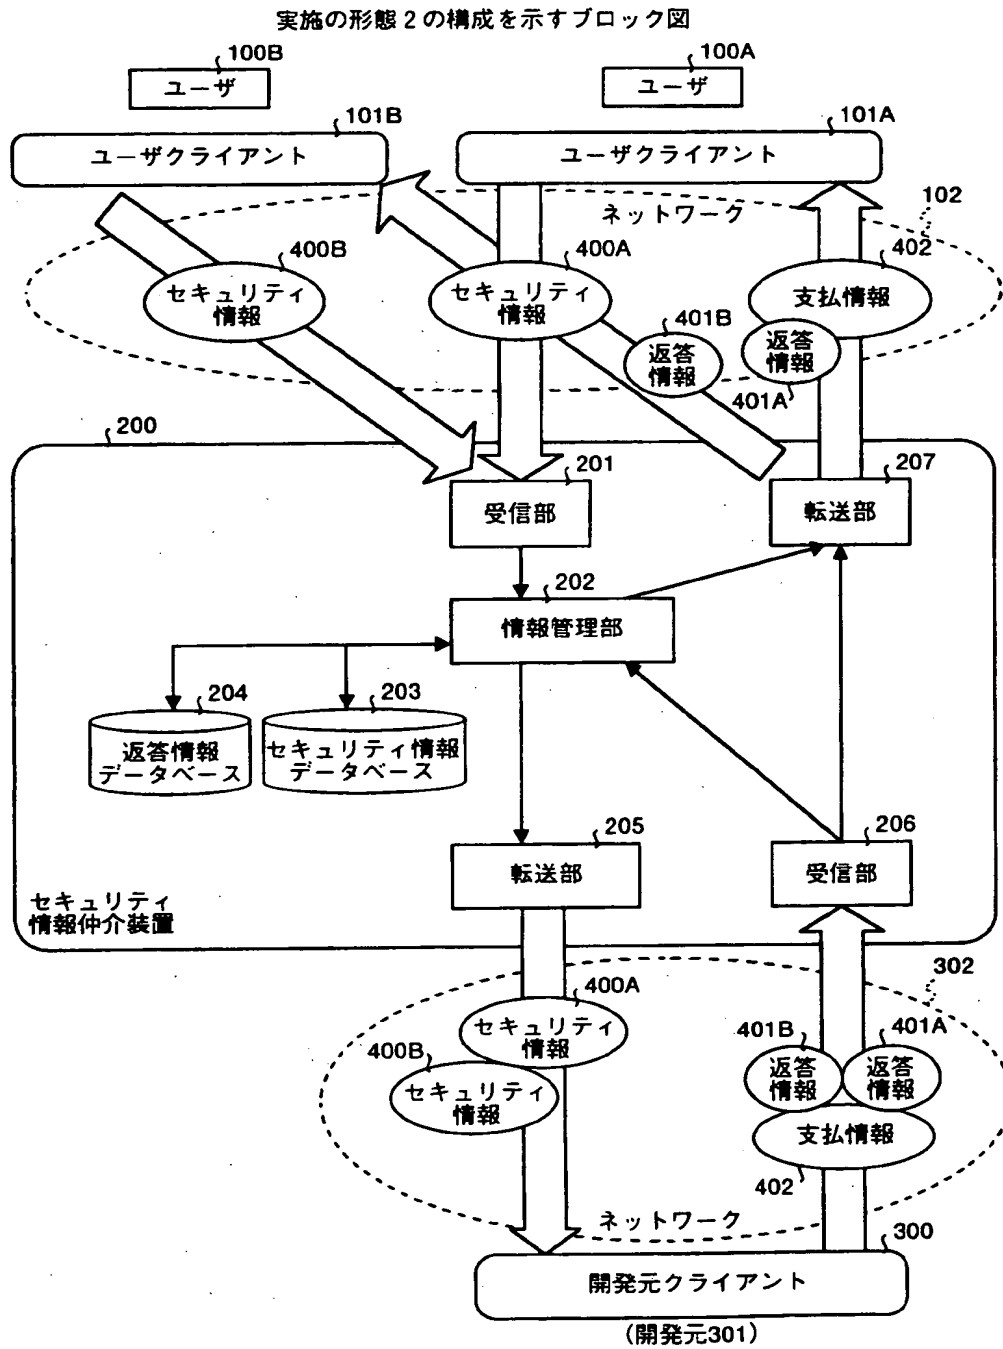 実施の形態2の構成を示すブロック図
100B
ユーザ
100A
ユーザ
101B
ユーザクライアント
101A
ユーザクライアント
ネットワーク
102
400B
セキュリティ
情報
400A
セキュリティ
情報
402
支払情報
401B
返答
情報
返答
情報
401A
200
201
受信部
207
転送部
202
情報管理部
204
返答情報
データベース
203
セキュリティ情報
データベース
205
転送部
206
受信部
セキュリティ
情報仲介装置
302
400A
セキュリティ
情報
400B
セキュリティ
情報
401B
返答
情報
401A
返答
情報
支払情報
402
ネットワーク
300
開発元クライアント
(開発元301)